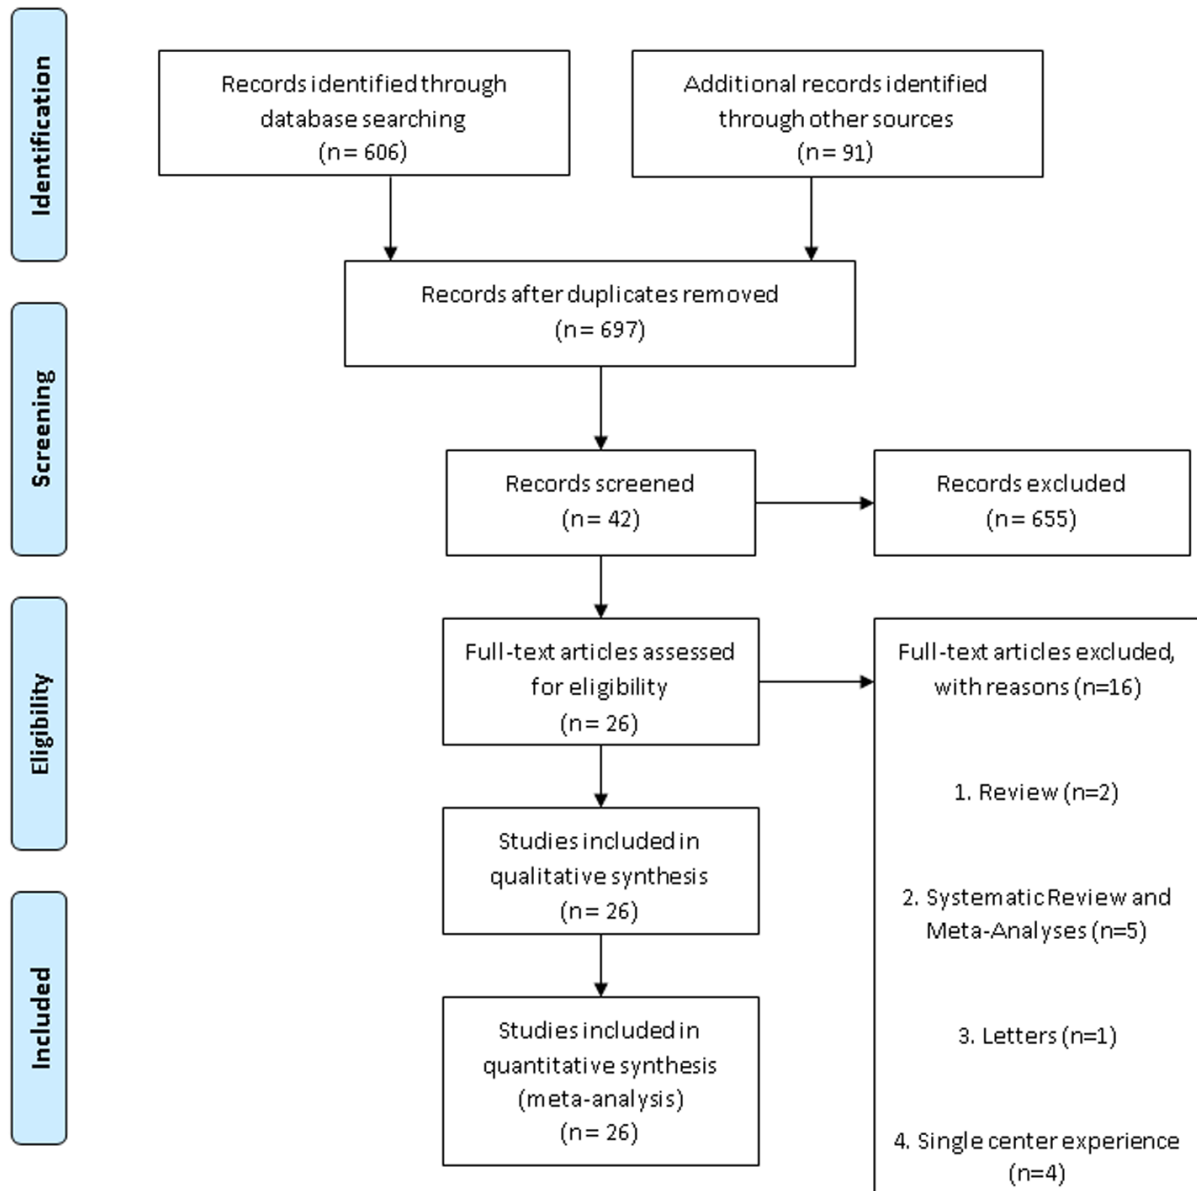 Identification
Records identified through
database searching
(n= 606)
Additional records identified
through other sources
(n= 91)
Records after duplicates removed
(n= 697)
Screening
Records screened
(n= 42)
Records excluded
(n= 655)
Eligibility
Full-text articles assessed
for eligibility
(n= 26)
Full-text articles excluded,
with reasons (n=16)
1. Review (n=2)
2. Systematic Review and
Meta-Analyses (n=5)
3. Letters (n=1)
4. Single center experience
(n=4)
Studies included in
qualitative synthesis
(n= 26)
Included
Studies included in
quantitative synthesis
(meta-analysis)
(n= 26)